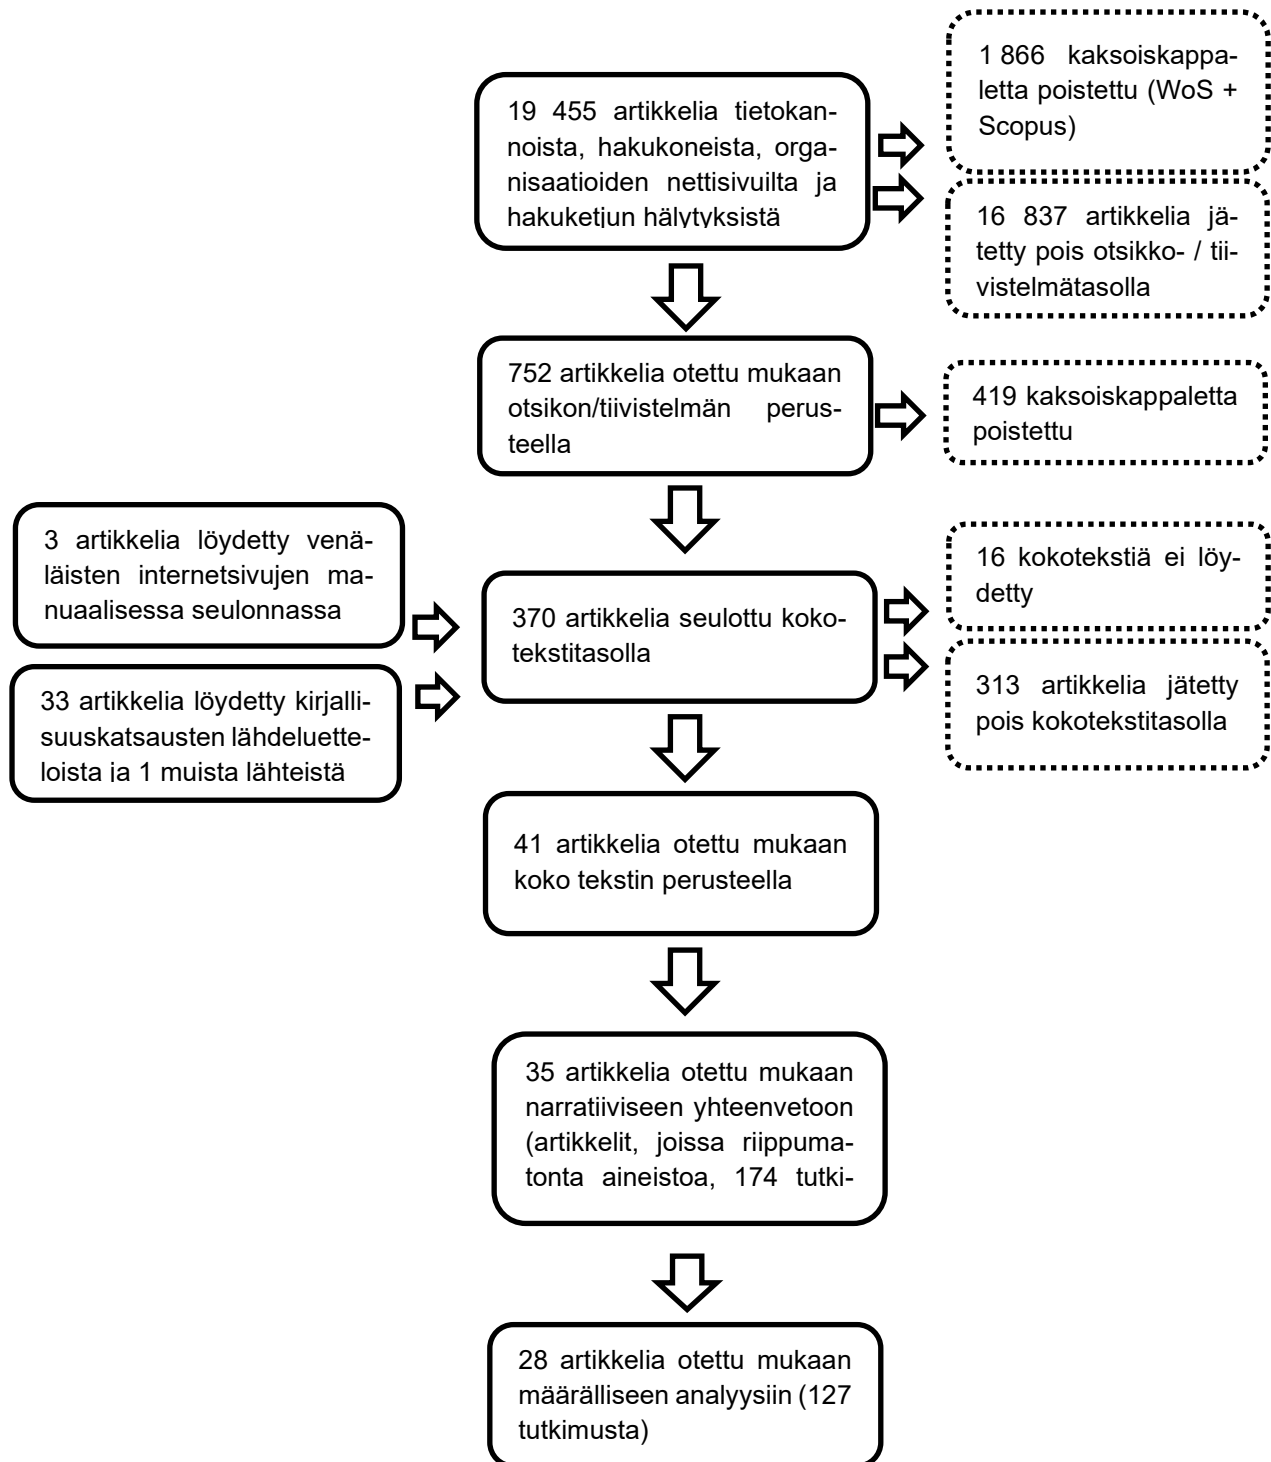 19 455 artikkelia tietokan-
noista, hakukoneista, orga-
nisaatioiden nettisivuilta ja
hakuketjun hälytyksistä
1 866 kaksoiskappa-
letta poistettu (WoS +
Scopus)
16 837 artikkelia jä-
tetty pois otsikko- / tii-
vistelmätasolla
752 artikkelia otettu mukaan
otsikon/tiivistelmän perus-
teella
419 kaksoiskappaletta
poistettu
3 artikkelia löydetty venä-
läisten internetsivujen ma-
nuaalisessa seulonnassa
33 artikkelia löydetty kirjalli-
suuskatsausten lähdeluette-
loista ja 1 muista lähteistä
370 artikkelia seulottu koko-
tekstitasolla
16 kokotekstiä ei löy-
detty
313 artikkelia jätetty
pois kokotekstitasolla
41 artikkelia otettu mukaan
koko tekstin perusteella
35 artikkelia otettu mukaan
narratiiviseen yhteenvetoon
(artikkelit, joissa riippuma-
tonta aineistoa, 174 tutki-
28 artikkelia otettu mukaan
määrälliseen analyysiin (127
tutkimusta)